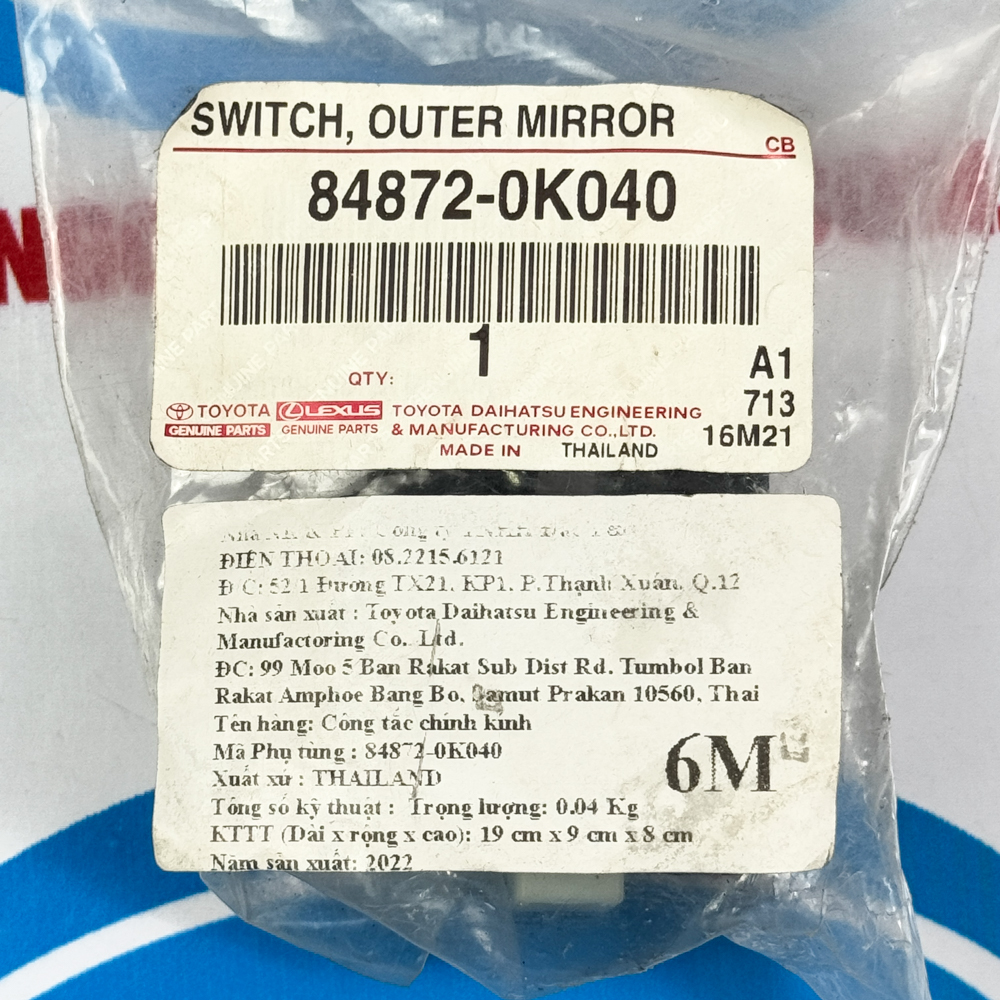 SWITCH, OUTER MIRROR
CB
84872-0K040
1
QTY:
A1
713
16M21
TOYOTA LEXUS TOYOTA DAIHATSU ENGINEERING
GENUINE PARTS GENUINE PARTS & MANUFACTURING CO.,LTD.
MADE IN THAILAND
ĐIỆN THOẠI: 08.2215.6121
Đ C: 52/1 Đường TX21, KP1, P.Thạnh Xuân, Q.12
Nhà sản xuất : Toyota Daihatsu Engineering &
Manufactoring Co., Ltd.
ĐC: 99 Moo 5 Ban Rakat Sub Dist Rd. Tumbol Ban
Rakat Amphoe Bang Bo, Samut Prakan 10560, Thai
Tên hàng: Công tắc chỉnh kính
Mã Phụ tùng : 84872-0K040
6M
Xuất xứ : THAILAND
Tổng số kỹ thuật : Trọng lượng: 0.04 Kg
KTTT (Dài x rộng x cao): 19 cm x 9 cm x 8 cm
Năm sản xuất: 2022